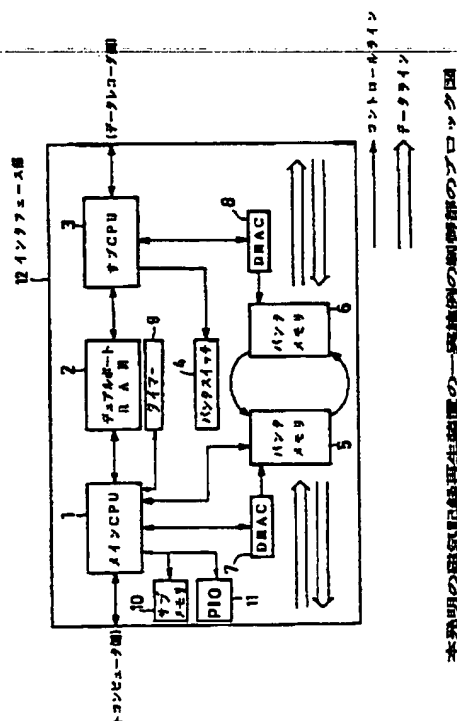 12 インタフェース部
(データレコーダ側)
3
サブCPU
8
DMAC
2
デュアルポート
RAM
9
タイマー
4
バンクスイッチ
6
バンク
メモリ
1
メインCPU
5
バンク
メモリ
7
DMAC
10
サブ
メモリ
11
PIO
トコンピュータ側)
コントロールライン
データライン
本発明の磁気記録再生装置の一実施例の制御部のブロック図